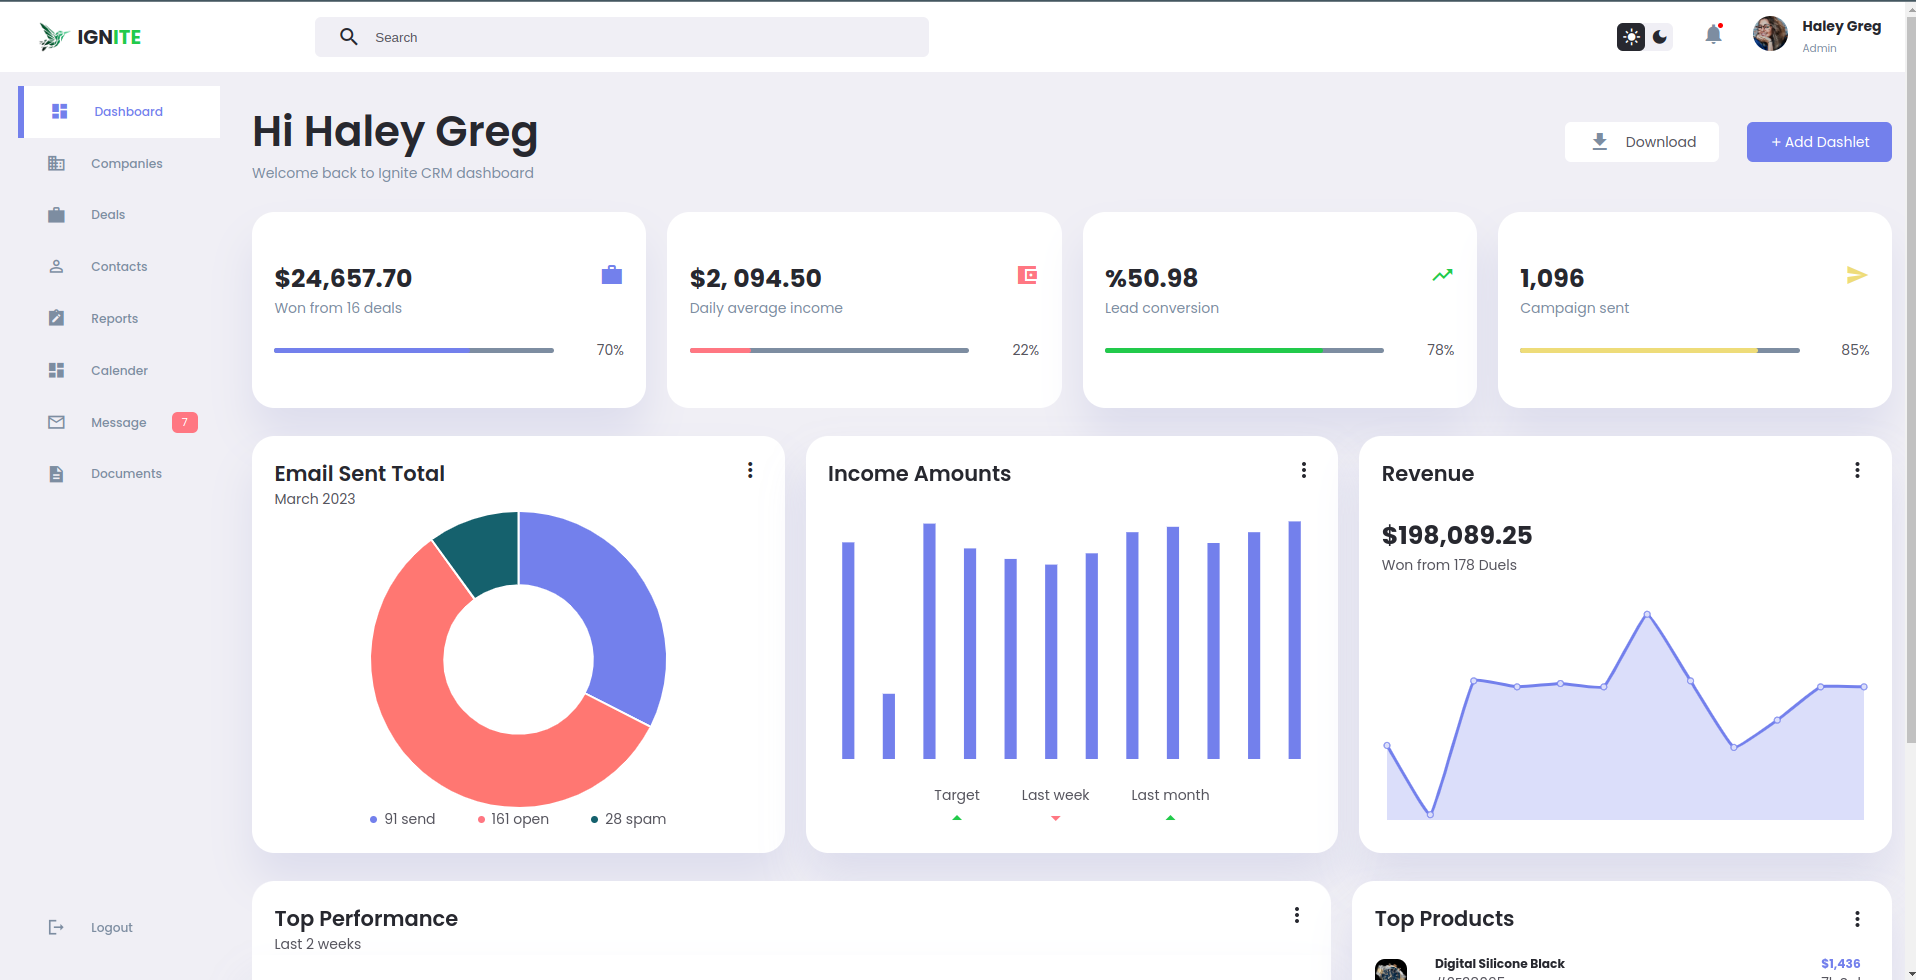 IGNITE
Search
Haley Greg
Admin
Dashboard
Companies
Deals
Contacts
Reports
Calender
Message 7
Documents
Logout
Hi Haley Greg
Welcome back to Ignite CRM dashboard
Download
+ Add Dashlet
$24,657.70
Won from 16 deals
70%
$2, 094.50
Daily average income
22%
%50.98
Lead conversion
78%
1,096
Campaign sent
85%
Email Sent Total
March 2023
91 send
161 open
28 spam
Income Amounts
Target
Last week
Last month
Revenue
$198,089.25
Won from 178 Duels
Top Performance
Last 2 weeks
Top Products
Digital Silicone Black
$1,436